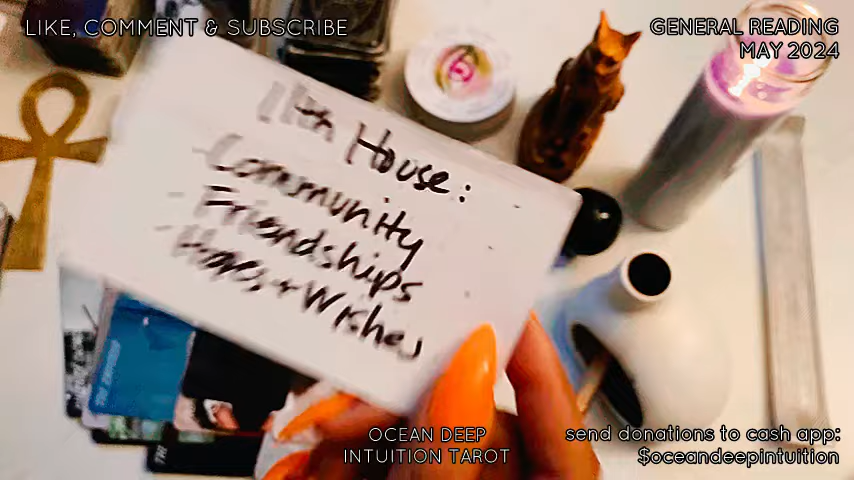 LIKE, COMMENT & SUBSCRIBE
GENERAL READING
MAY 2024
11th House:
- Community
- Friendships
- Hopes + Wishes
OCEAN DEEP
INTUITION TAROT
send donations to cash app:
$oceandeepintuition